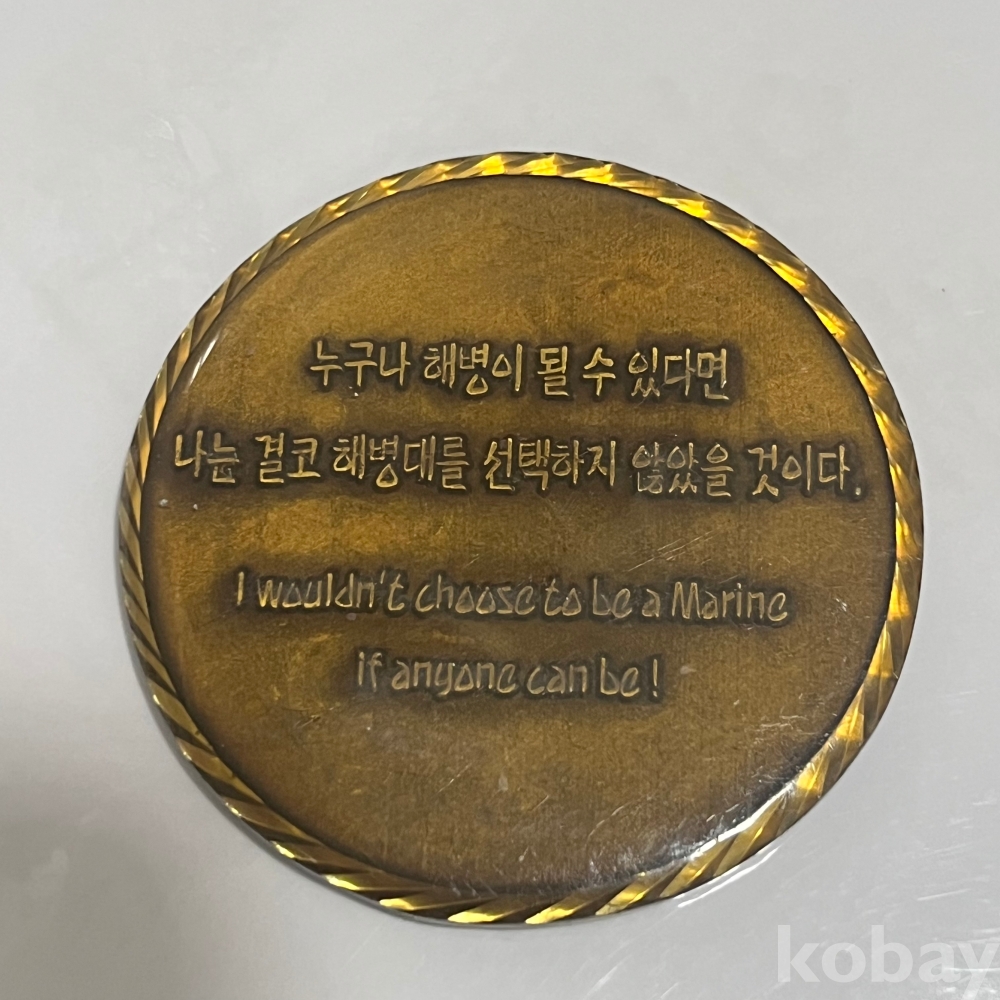 누구나 해병이 될 수 있다면
나는 결코 해병대를 선택하지 않았을 것이다.
I wouldn't choose to be a Marine
if anyone can be !
kobay